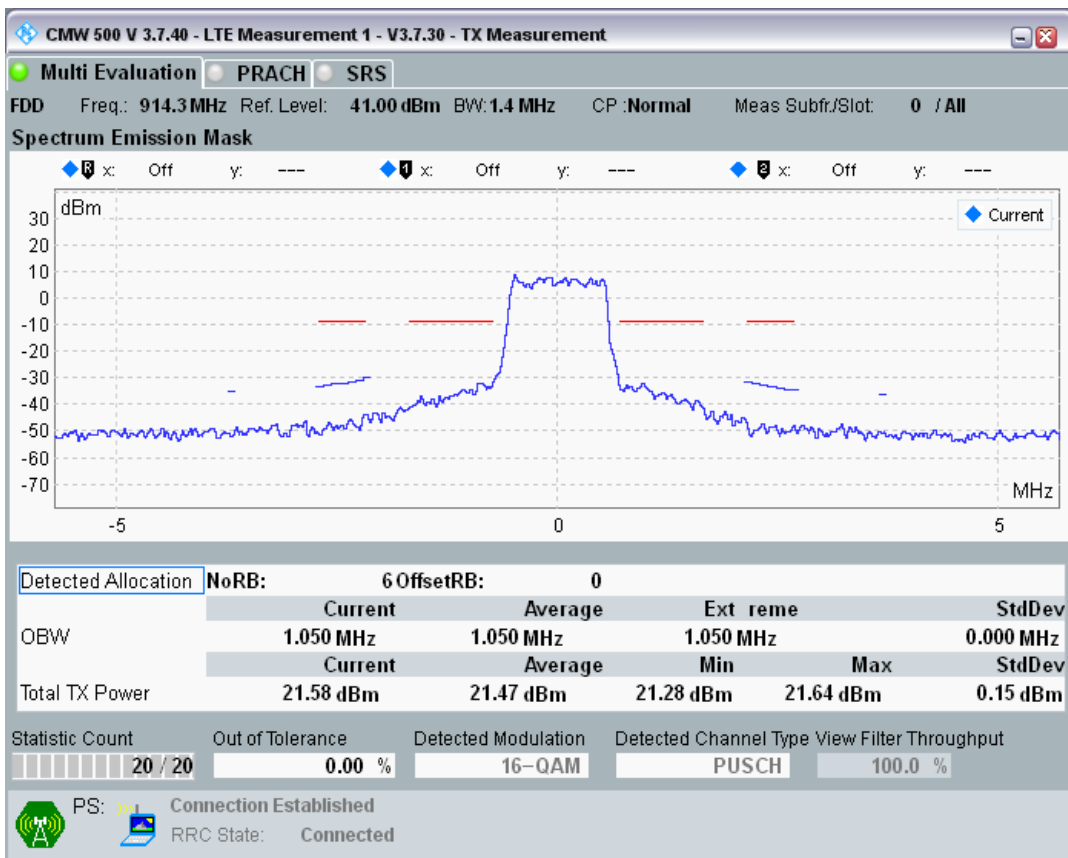 CMW 500 V 3.7.40 - LTE Measurement 1 - V3.7.30 - TX Measurement
Multi Evaluation PRACH SRS
FDD Freq.: 914.3 MHz Ref. Level: 41.00 dBm BW: 1.4 MHz CP :Normal Meas Subfr./Slot: 0 / All
Spectrum Emission Mask
R x: Off y: --- 1 x: Off y: --- 2 x: Off y: ---
dBm
Current
30
20
10
0
-10
-20
-30
-40
-50
-60
-70
MHz
-5 0 5
Detected Allocation NoRB: 6 OffsetRB: 0
Current Average Ext reme StdDev
OBW 1.050 MHz 1.050 MHz 1.050 MHz 0.000 MHz
Current Average Min Max StdDev
Total TX Power 21.58 dBm 21.47 dBm 21.28 dBm 21.64 dBm 0.15 dBm
Statistic Count Out of Tolerance Detected Modulation Detected Channel Type View Filter Throughput
20 / 20 0.00 % 16-QAM PUSCH 100.0 %
PS: Connection Established
RRC State: Connected